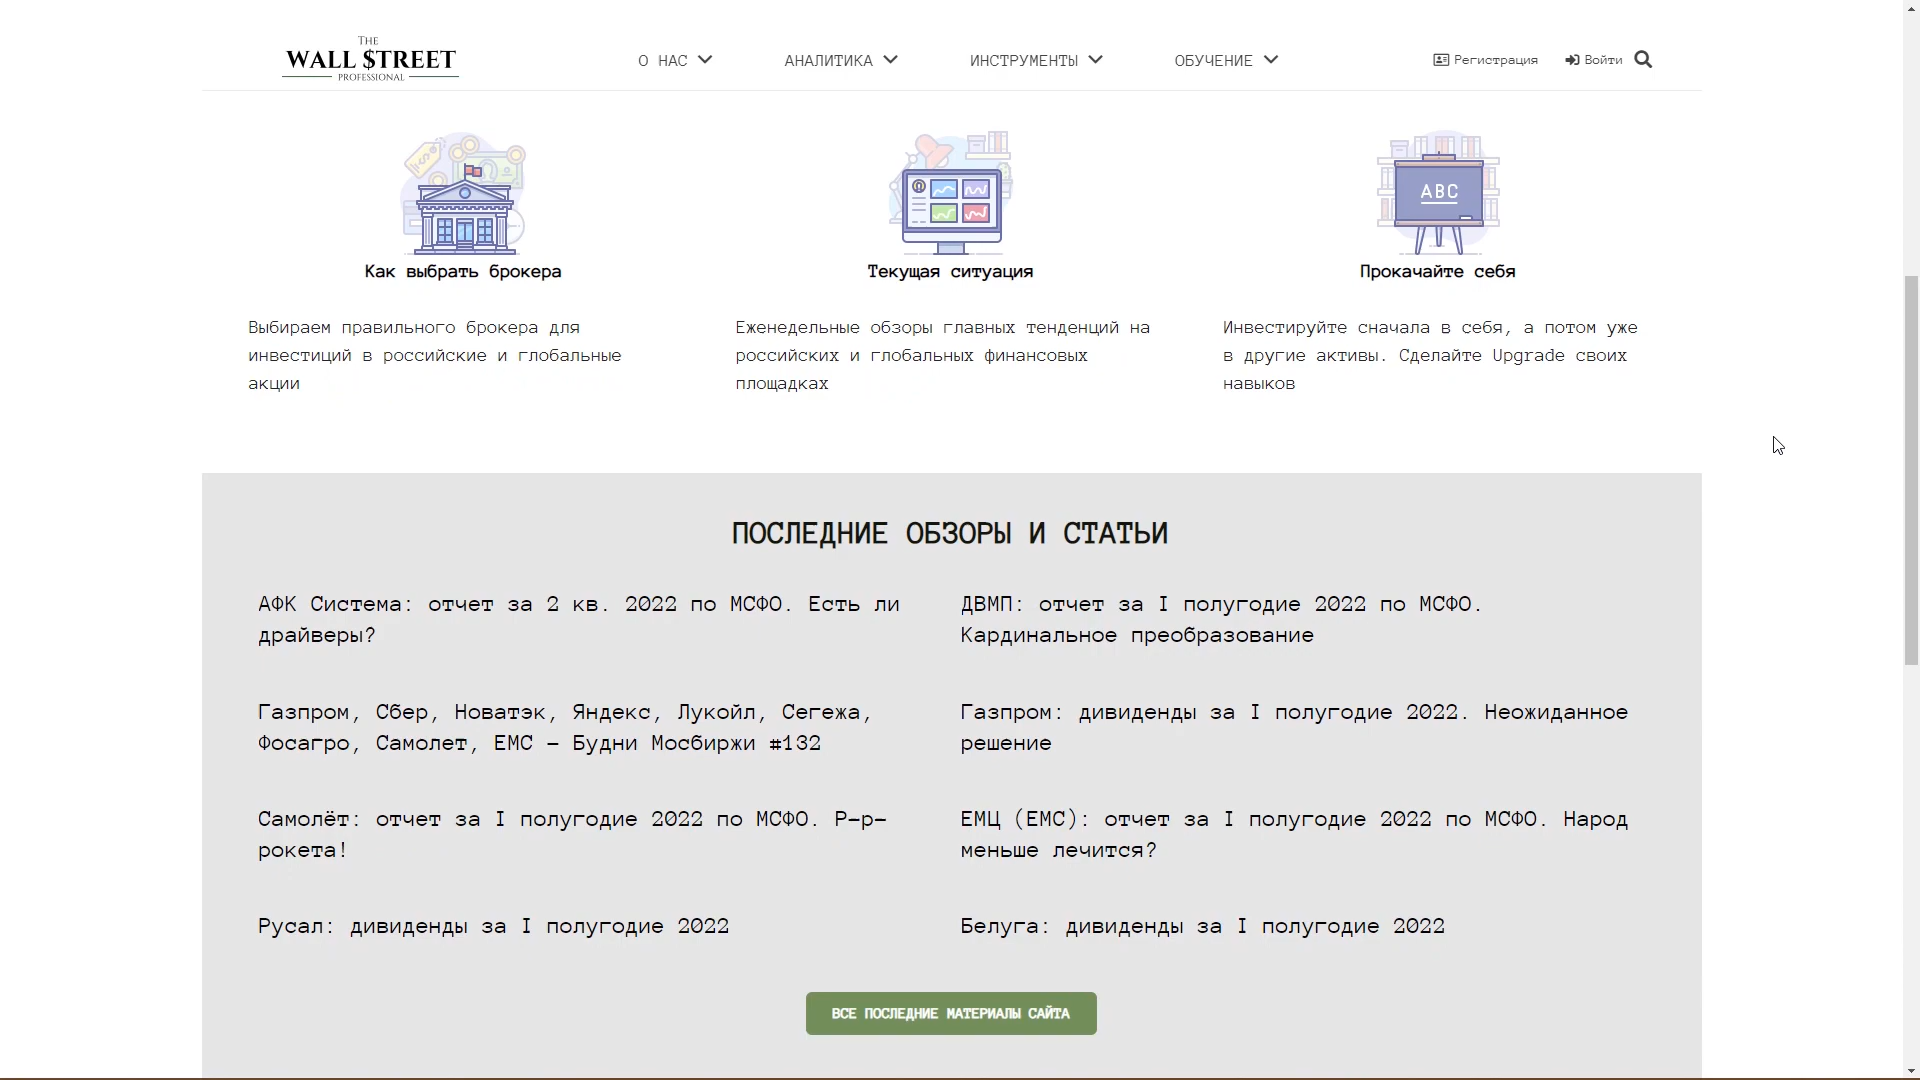 THE
WALL $TREET
PROFESSIONAL
О НАС
АНАЛИТИКА
ИНСТРУМЕНТЫ
ОБУЧЕНИЕ
Регистрация
Войти
ABC
Как выбрать брокера
Выбираем правильного брокера для
инвестиций в российские и глобальные
акции
Текущая ситуация
Еженедельные обзоры главных тенденций на
российских и глобальных финансовых
площадках
Прокачайте себя
Инвестируйте сначала в себя, а потом уже
в другие активы. Сделайте Upgrade своих
навыков
ПОСЛЕДНИЕ ОБЗОРЫ И СТАТЬИ
АФК Система: отчет за 2 кв. 2022 по МСФО. Есть ли
драйверы?
ДВМП: отчет за I полугодие 2022 по МСФО.
Кардинальное преобразование
Газпром, Сбер, Новатэк, Яндекс, Лукойл, Сегежа,
Фосагро, Самолет, ЕМС – Будни Мосбиржи #132
Газпром: дивиденды за I полугодие 2022. Неожиданное
решение
Самолёт: отчет за I полугодие 2022 по МСФО. Р-р-
рокета!
ЕМЦ (ЕМС): отчет за I полугодие 2022 по МСФО. Народ
меньше лечится?
Русал: дивиденды за I полугодие 2022
Белуга: дивиденды за I полугодие 2022
ВСЕ ПОСЛЕДНИЕ МАТЕРИАЛЫ САЙТА